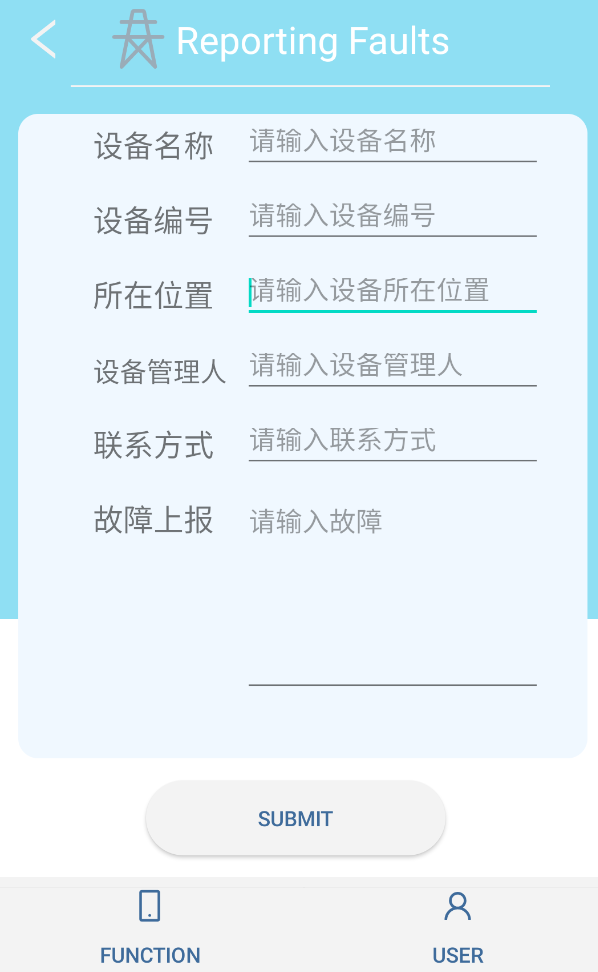 Reporting Faults
设备名称 请输入设备名称
设备编号 请输入设备编号
所在位置 请输入设备所在位置
设备管理人 请输入设备管理人
联系方式 请输入联系方式
故障上报 请输入故障
SUBMIT
FUNCTION USER